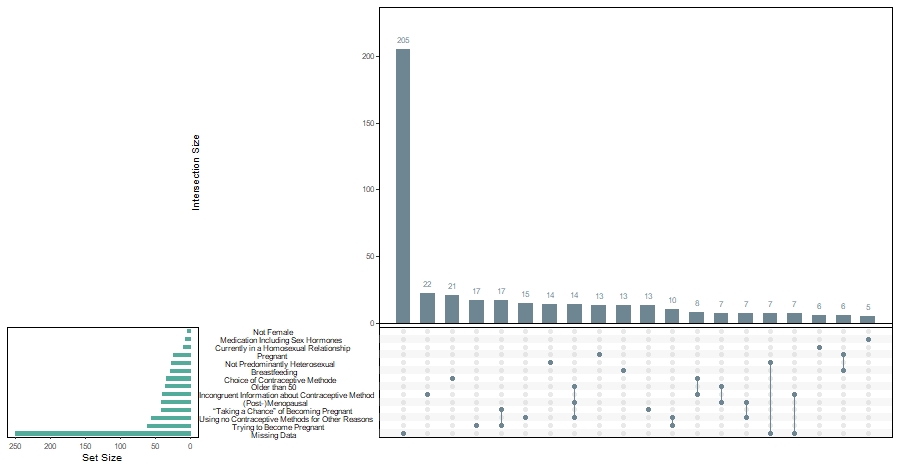 205
200
150
100
50
0
Intersection Size
22
21
17
17
15
14
14
13
13
13
10
8
7
7
7
7
6
6
5
Not Female
Medication Including Sex Hormones
Currently in a Homosexual Relationship
Pregnant
Not Predominantly Heterosexual
Breastfeeding
Choice of Contraceptive Methode
Older than 50
Incongruent Information about Contraceptive Method
(Post-)Menopausal
“Taking a Chance” of Becoming Pregnant
Using no Contraceptive Methods for Other Reasons
Trying to Become Pregnant
Missing Data
250 200 150 100 50 0
Set Size